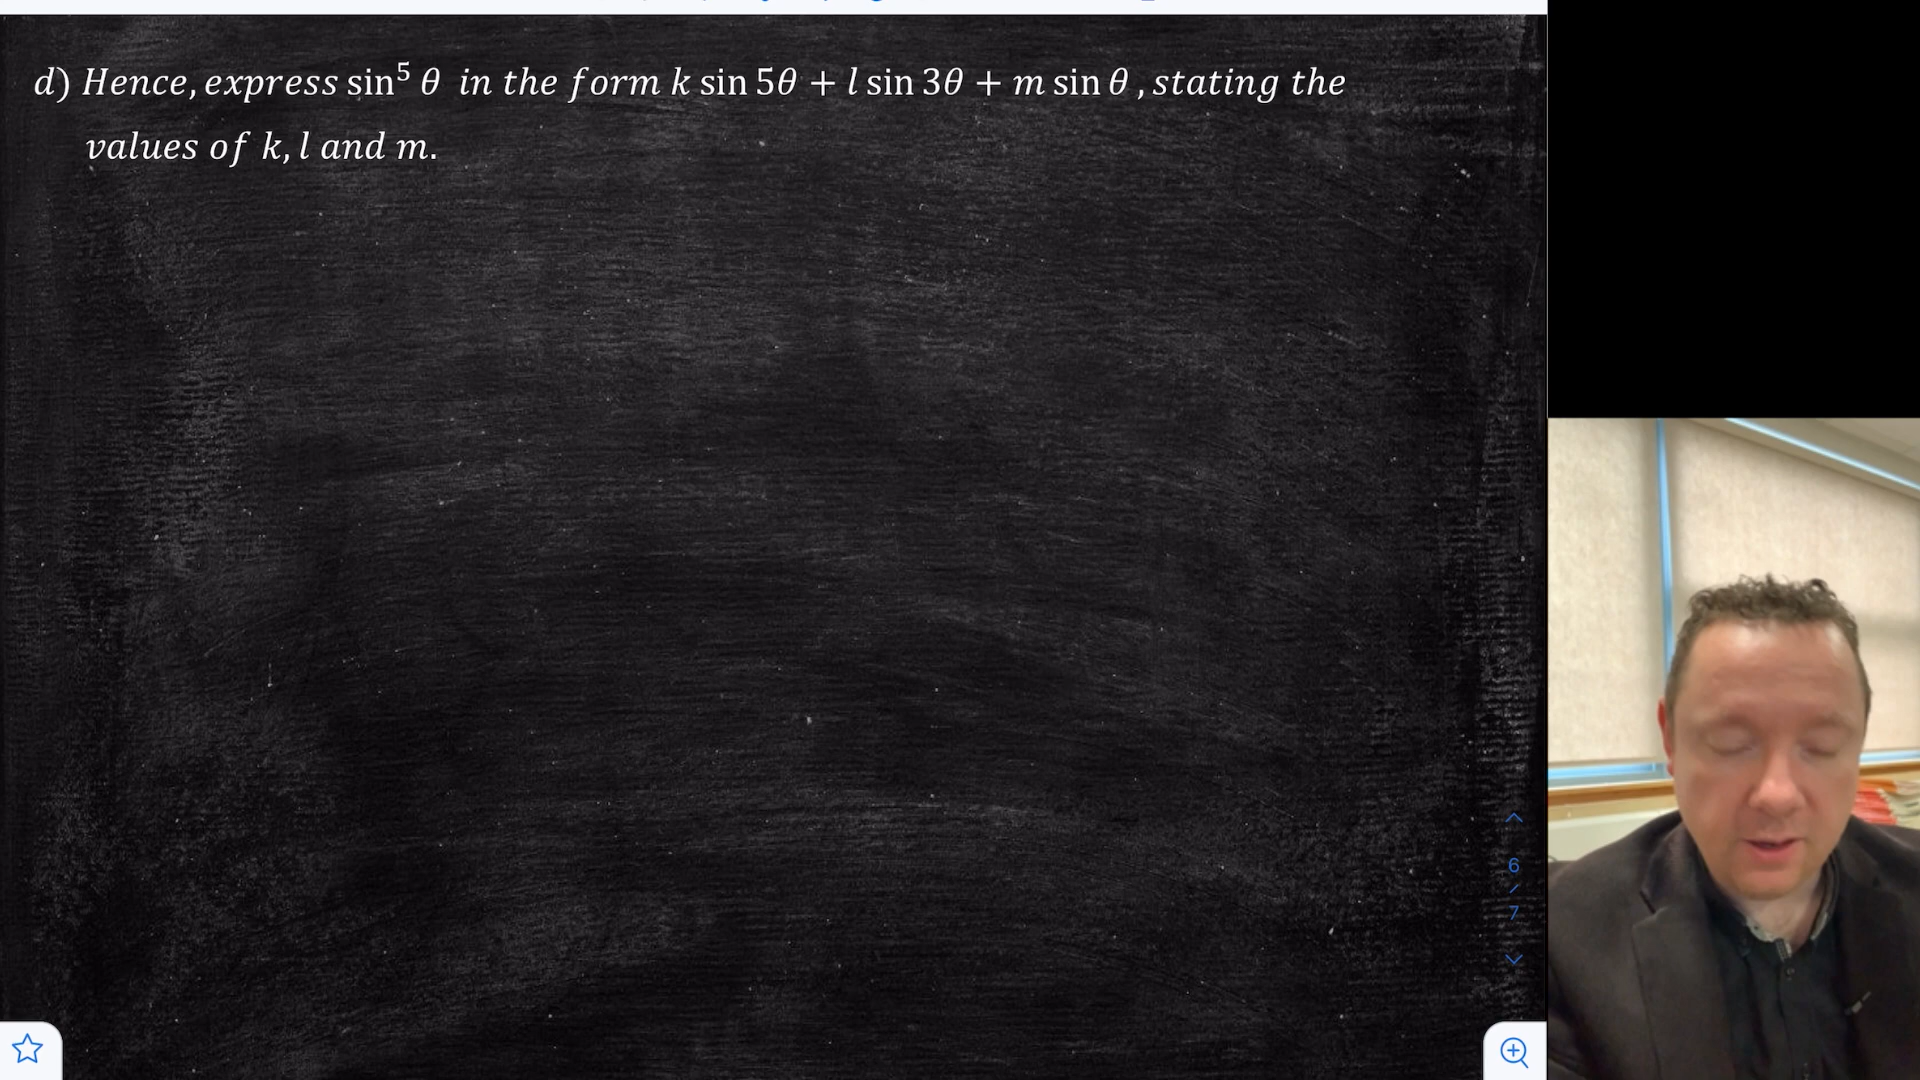 d) Hence, express sin⁵ θ in the form k sin 5θ + l sin 3θ + m sin θ , stating the
values of k, l and m.
6
/
7